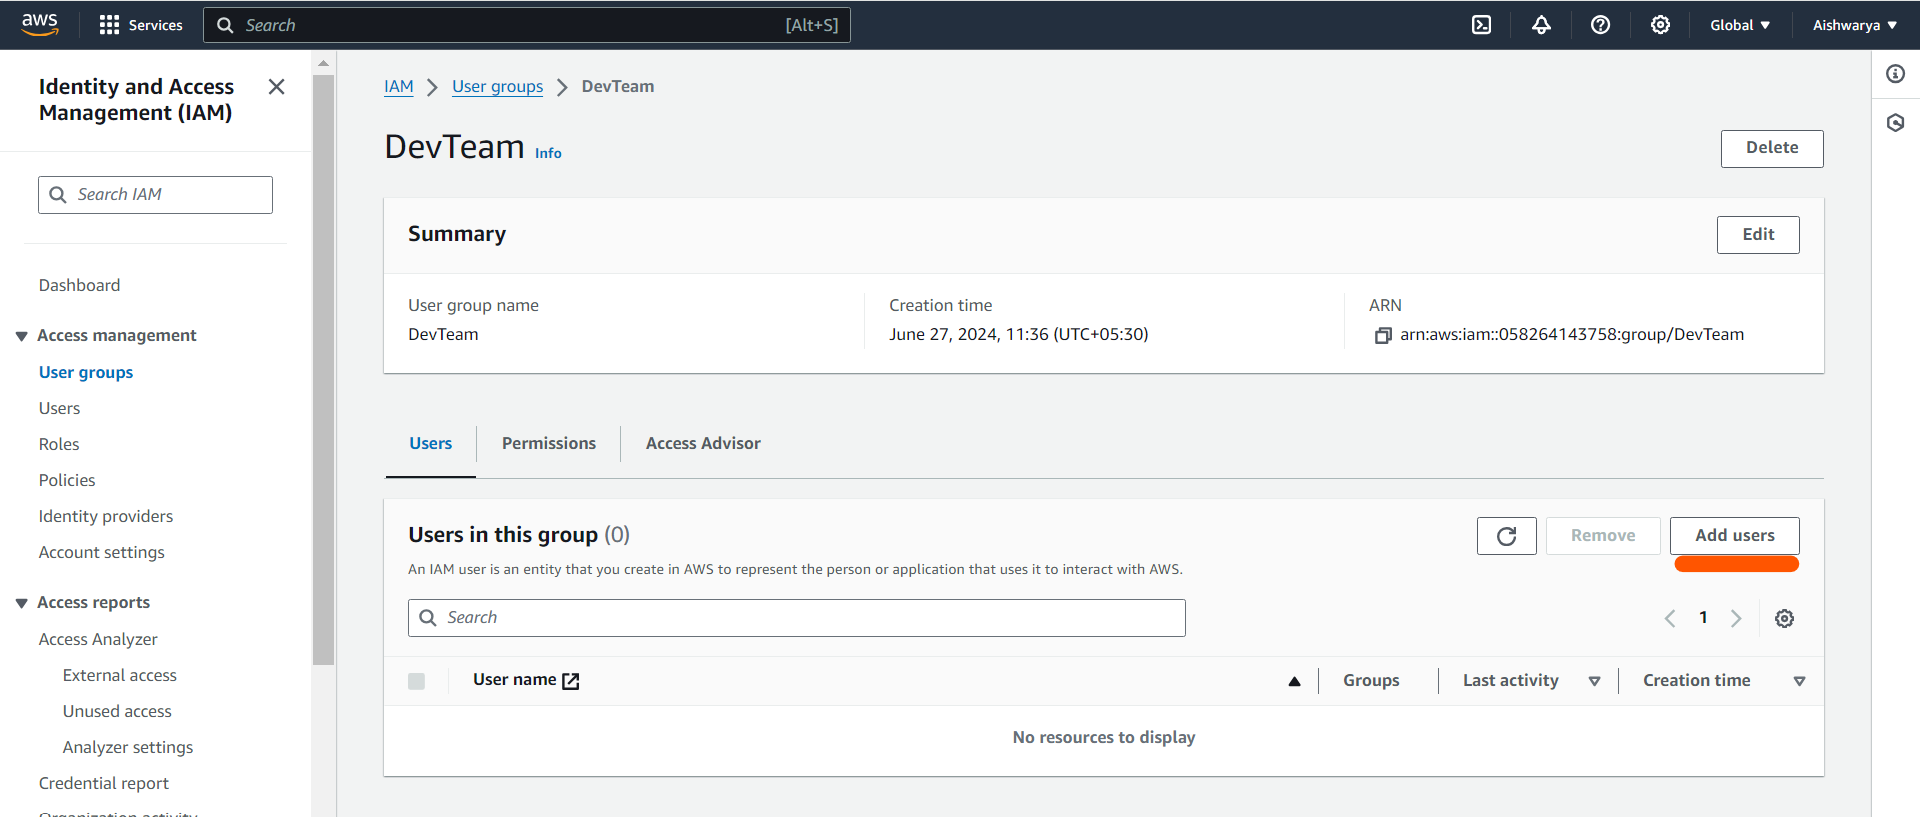 aws Services Search [Alt+S] Global Aishwarya
Identity and Access
Management (IAM)
Search IAM
Dashboard
Access management
User groups
Users
Roles
Policies
Identity providers
Account settings
Access reports
Access Analyzer
External access
Unused access
Analyzer settings
Credential report
Organization activity
IAM User groups DevTeam
DevTeam Info
Delete
Summary
Edit
User group name
DevTeam
Creation time
June 27, 2024, 11:36 (UTC+05:30)
ARN
arn:aws:iam::058264143758:group/DevTeam
Users Permissions Access Advisor
Users in this group (0)
Remove Add users
An IAM user is an entity that you create in AWS to represent the person or application that uses it to interact with AWS.
Search
1
User name Groups Last activity Creation time
No resources to display